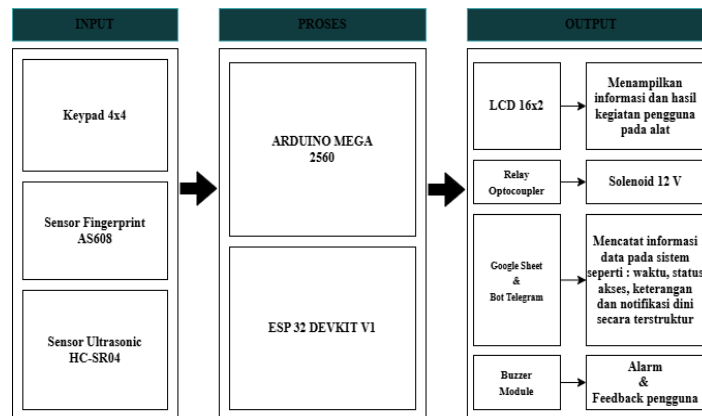 INPUT
Keypad 4x4
Sensor Fingerprint
AS608
Sensor Ultrasonic
HC-SR04
PROSES
ARDUINO MEGA
2560
ESP 32 DEVKIT V1
OUTPUT
LCD 16x2
Menampilkan
informasi dan hasil
kegiatan pengguna
pada alat
Relay
Optocoupler
Solenoid 12 V
Google Sheet
&
Bot Telegram
Mencatat informasi
data pada sistem
seperti : waktu, status
akses, keterangan
dan notifikasi dini
secara terstruktur
Buzzer
Module
Alarm
&
Feedback pengguna